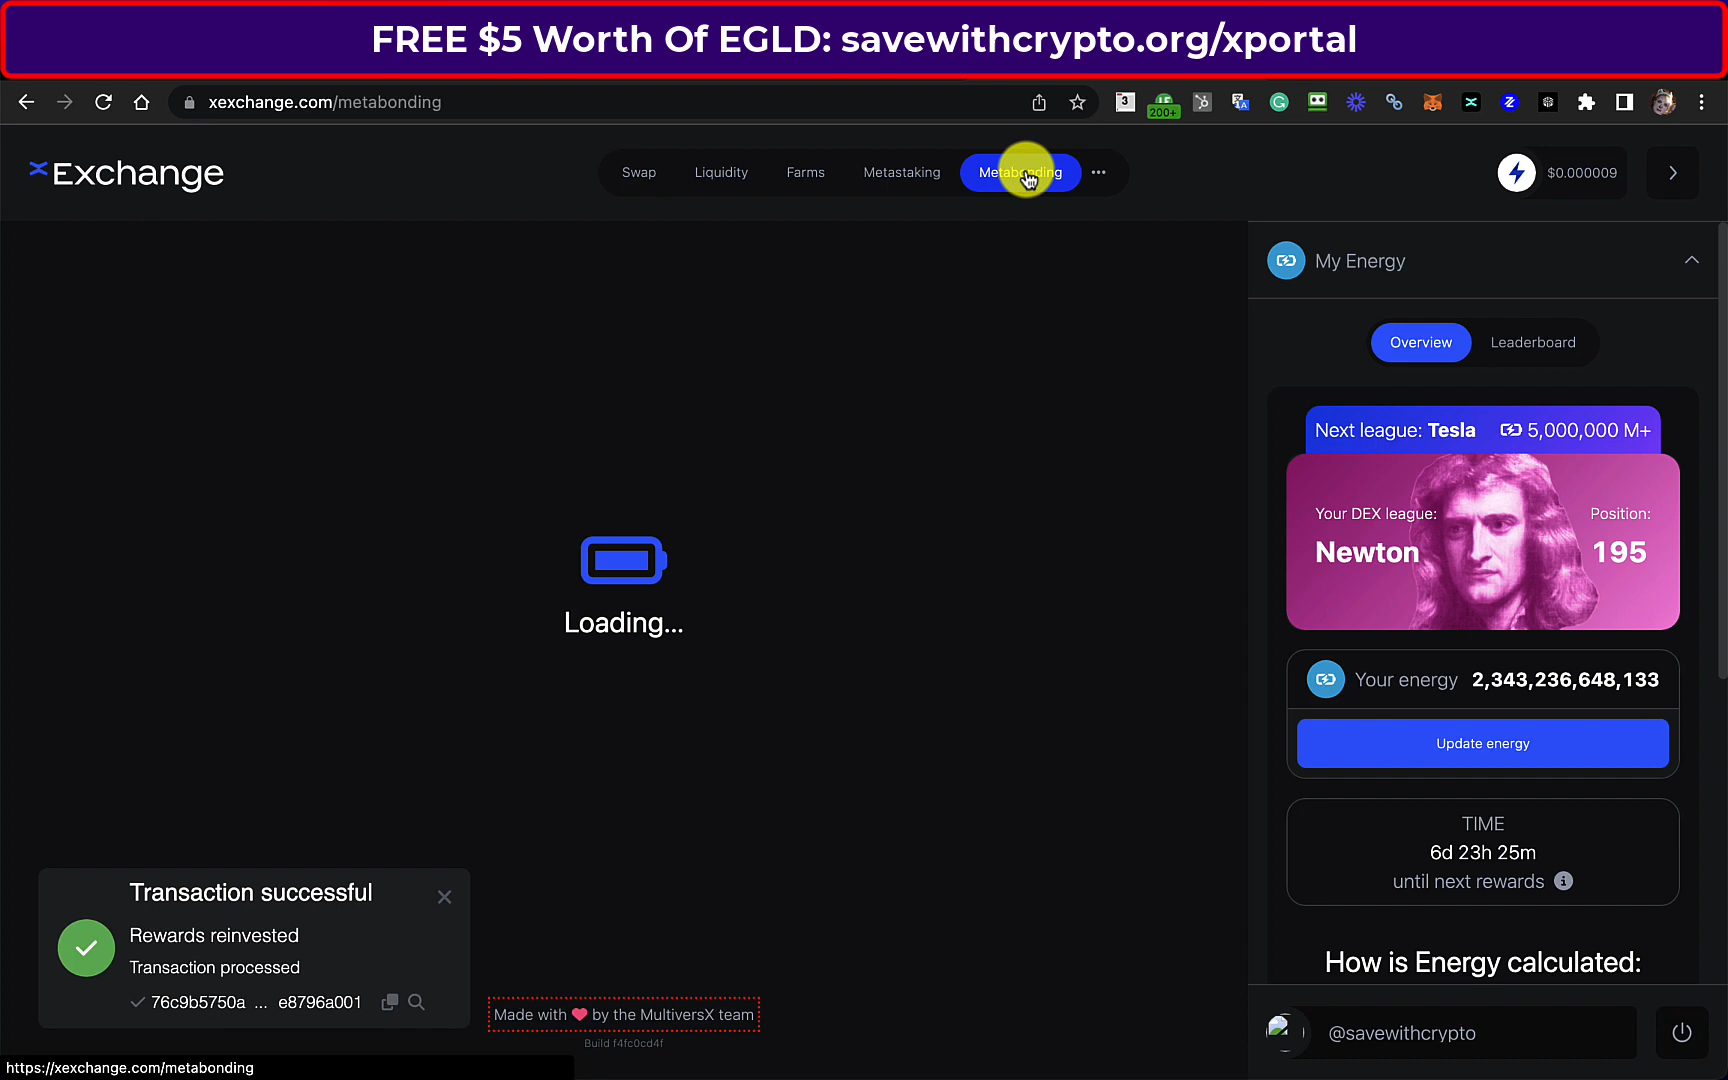 FREE $5 Worth Of EGLD: savewithcrypto.org/xportal
xexchange.com/metabonding
3
200+
Exchange
Swap
Liquidity
Farms
Metastaking
Metabonding
$0.000009
My Energy
Overview
Leaderboard
Next league: Tesla 5,000,000 M+
Your DEX league:
Position:
Newton
195
Your energy 2,343,236,648,133
Update energy
TIME
6d 23h 25m
until next rewards
How is Energy calculated:
@savewithcrypto
Loading...
Transaction successful
Rewards reinvested
Transaction processed
76c9b5750a ... e8796a001
Made with ❤ by the MultiversX team
Build f4fc0cd4f
https://xexchange.com/metabonding